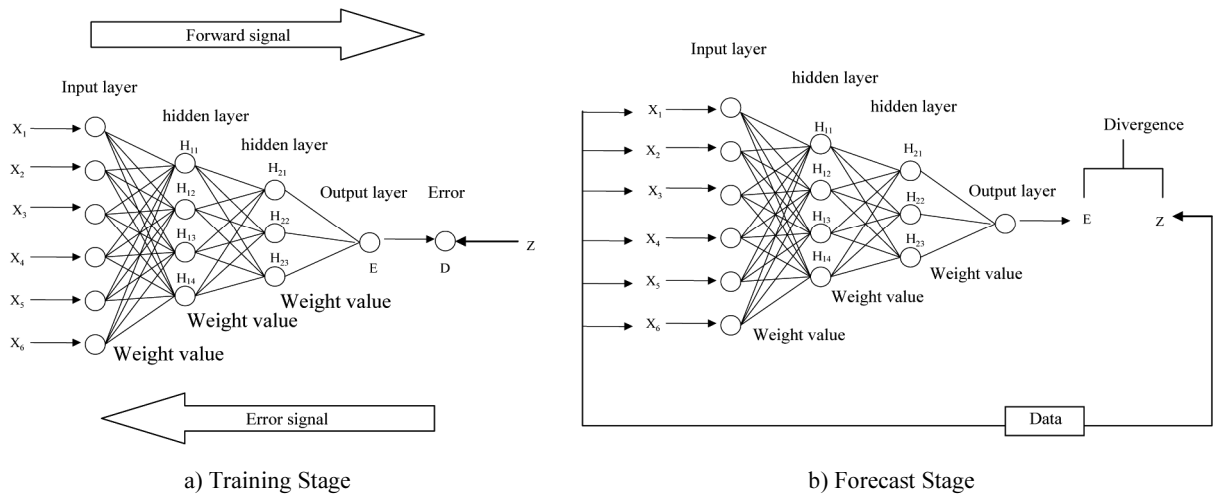 Forward signal
Input layer
hidden layer
hidden layer
Output layer
Error
X1
X2
X3
X4
X5
X6
H11
H12
H13
H14
H21
H22
H23
E
D
Z
Weight value
Weight value
Weight value
Error signal
a) Training Stage
Input layer
hidden layer
hidden layer
Output layer
Divergence
X1
X2
X3
X4
X5
X6
H11
H12
H13
H14
H21
H22
H23
E
Z
Weight value
Weight value
Weight value
Data
b) Forecast Stage